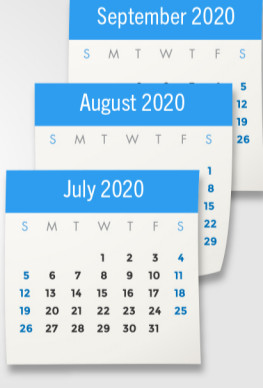 September 2020
S M T W T F S
5
12
19
26
August 2020
S M T W T F S
1
8
15
22
29
July 2020
S M T W T F S
1 2 3 4
5 6 7 8 9 10 11
12 13 14 15 16 17 18
19 20 21 22 23 24 25
26 27 28 29 30 31